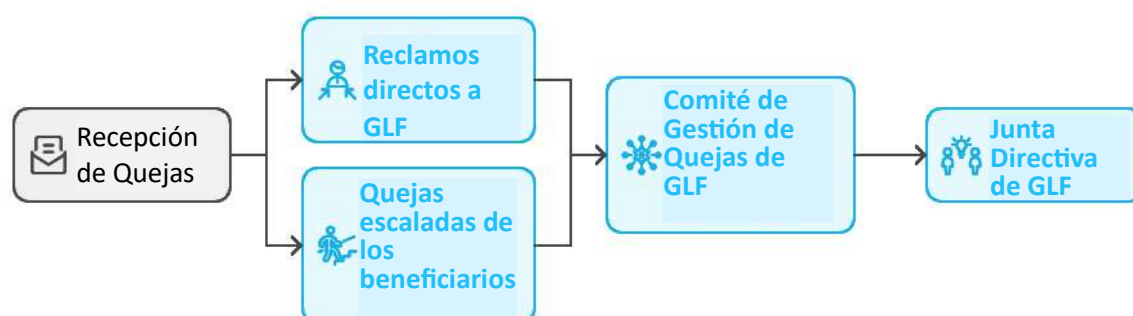 Recepción
de Quejas
Reclamos
directos a
GLF
Quejas
escaladas de
los
beneficiarios
Comité de
Gestión de
Quejas de
GLF
Junta
Directiva
de GLF